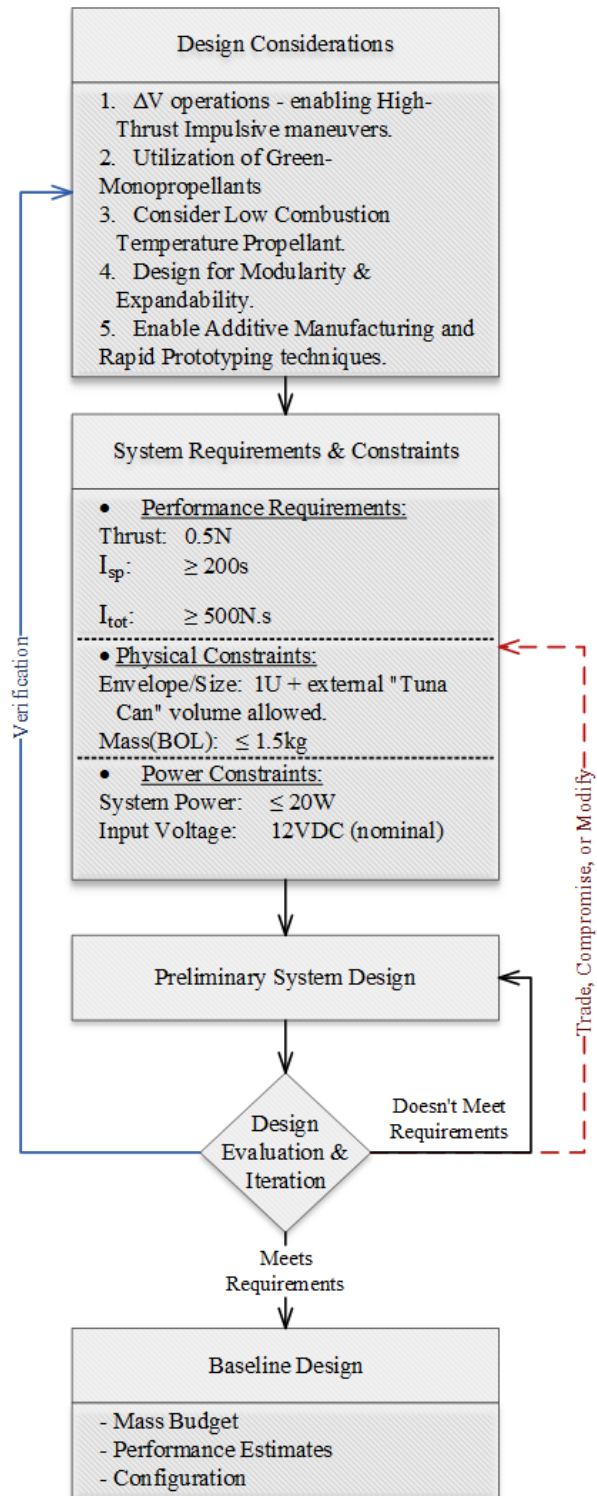 Design Considerations
1. ΔV operations - enabling High-
Thrust Impulsive maneuvers.
2. Utilization of Green-
Monopropellants
3. Consider Low Combustion
Temperature Propellant.
4. Design for Modularity &
Expandability.
5. Enable Additive Manufacturing and
Rapid Prototyping techniques.
System Requirements & Constraints
• Performance Requirements:
Thrust: 0.5N
Isp: ≥ 200s
Itot: ≥ 500N.s
• Physical Constraints:
Envelope/Size: 1U + external "Tuna
Can" volume allowed.
Mass(BOL): ≤ 1.5kg
• Power Constraints:
System Power: ≤ 20W
Input Voltage: 12VDC (nominal)
Preliminary System Design
Design
Evaluation &
Iteration
Doesn't Meet
Requirements
Verification
Trade, Compromise, or Modify
Meets
Requirements
Baseline Design
- Mass Budget
- Performance Estimates
- Configuration